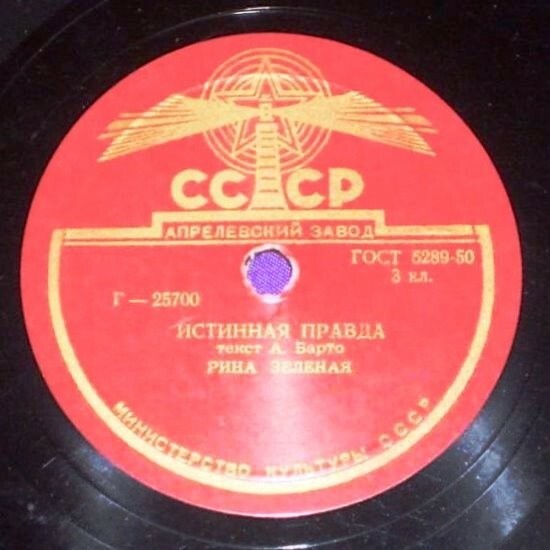 СССР
АПРЕЛЕВСКИЙ ЗАВОД
ГОСТ 5289-50
3 кл.
Г — 25700
ИСТИННАЯ ПРАВДА
текст А. Барто
РИНА ЗЕЛЕНАЯ
МИНИСТЕРСТВО КУЛЬТУРЫ СССР